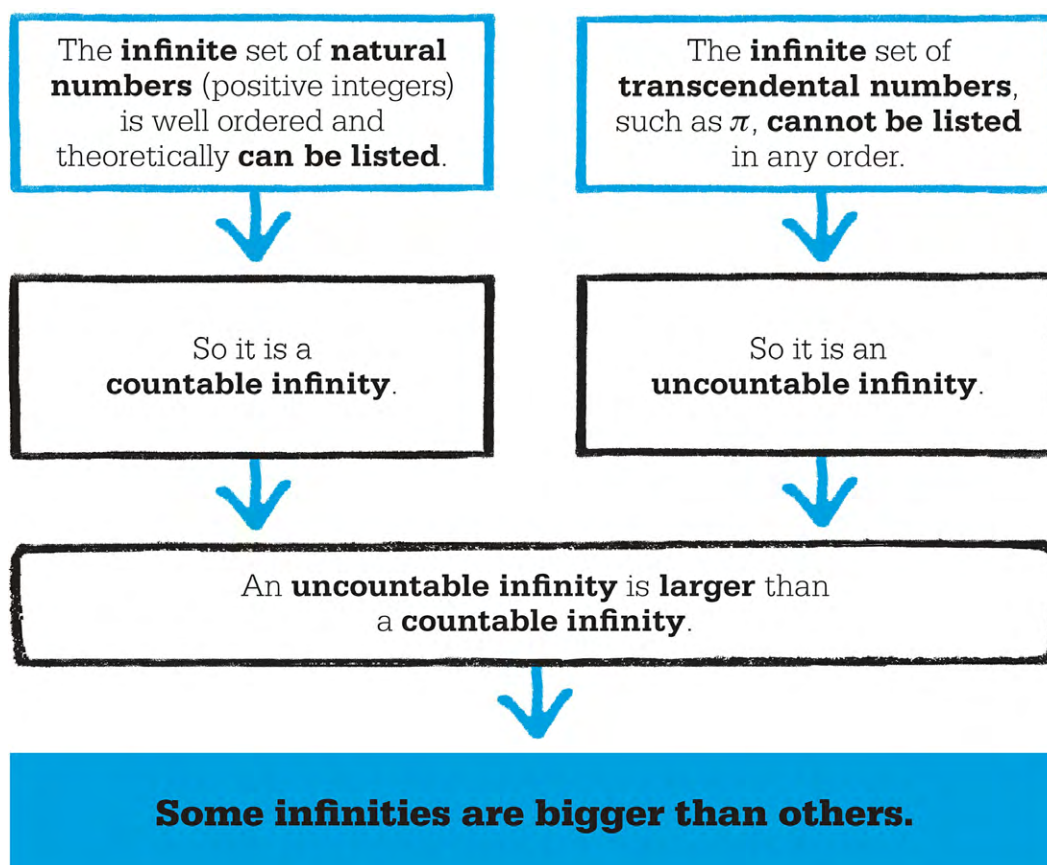 The infinite set of natural
numbers (positive integers)
is well ordered and
theoretically can be listed.
The infinite set of
transcendental numbers,
such as π, cannot be listed
in any order.
So it is a
countable infinity.
So it is an
uncountable infinity.
An uncountable infinity is larger than
a countable infinity.
Some infinities are bigger than others.